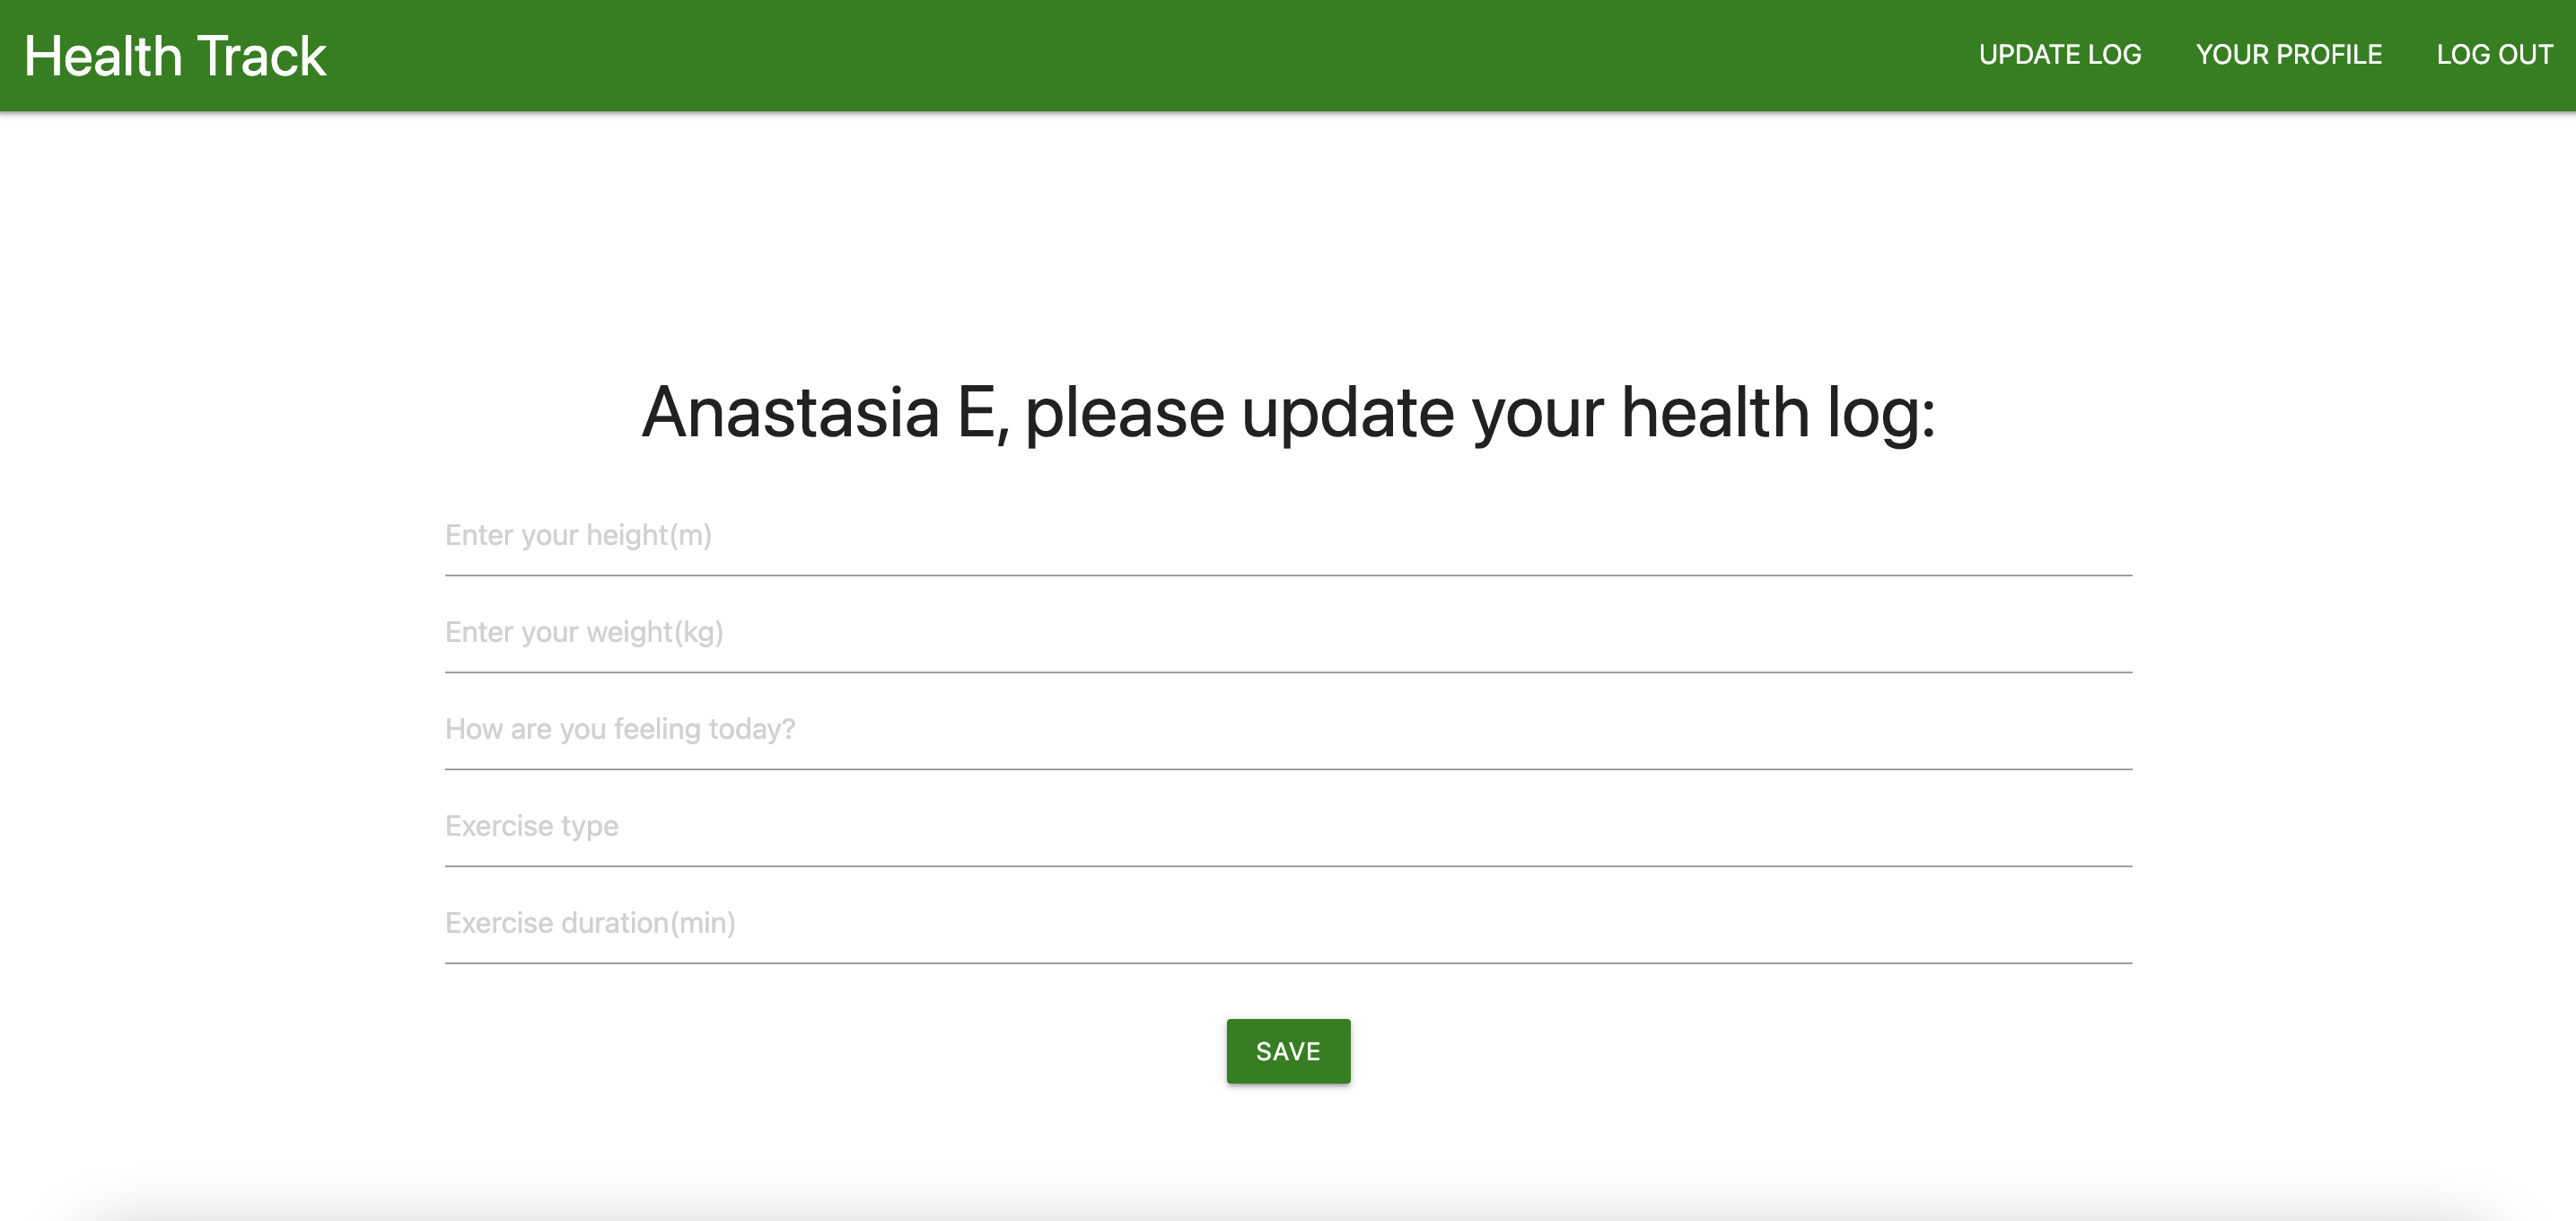 Health Track
UPDATE LOG YOUR PROFILE LOG OUT
Anastasia E, please update your health log:
Enter your height(m)
Enter your weight(kg)
How are you feeling today?
Exercise type
Exercise duration(min)
SAVE